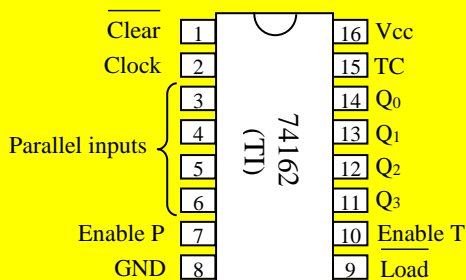 Clear 1 16 Vcc
Clock 2 15 TC
3 14 Q₀
4 13 Q₁
Parallel inputs
5 12 Q₂
6 11 Q₃
Enable P 7 10 Enable T
GND 8 9 Load
74162
(TI)